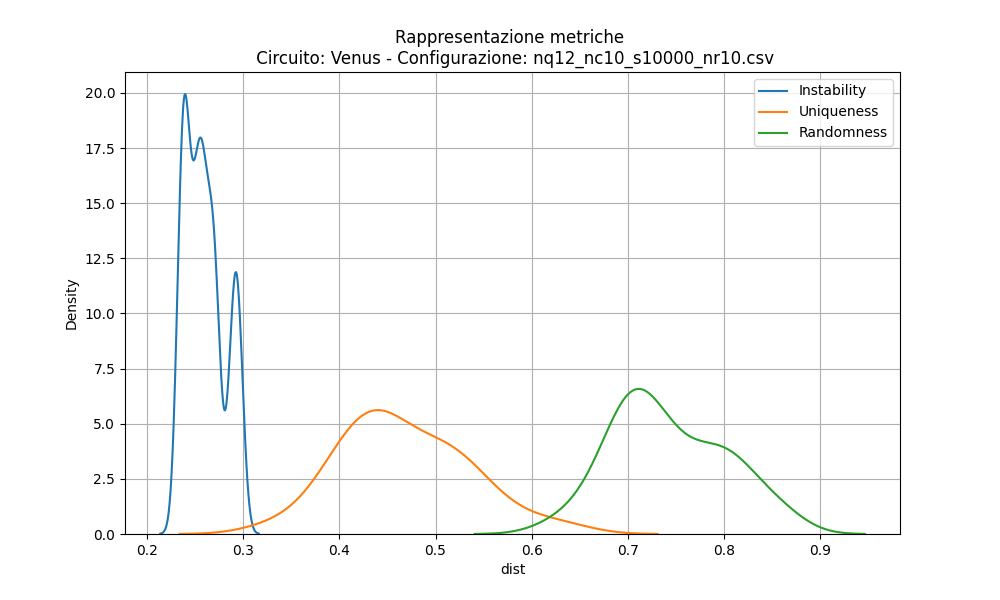 Rappresentazione metriche
Circuito: Venus - Configurazione: nq12_nc10_s10000_nr10.csv
Instability
Uniqueness
Randomness
20.0
17.5
15.0
12.5
10.0
7.5
5.0
2.5
0.0
Density
0.2 0.3 0.4 0.5 0.6 0.7 0.8 0.9
dist